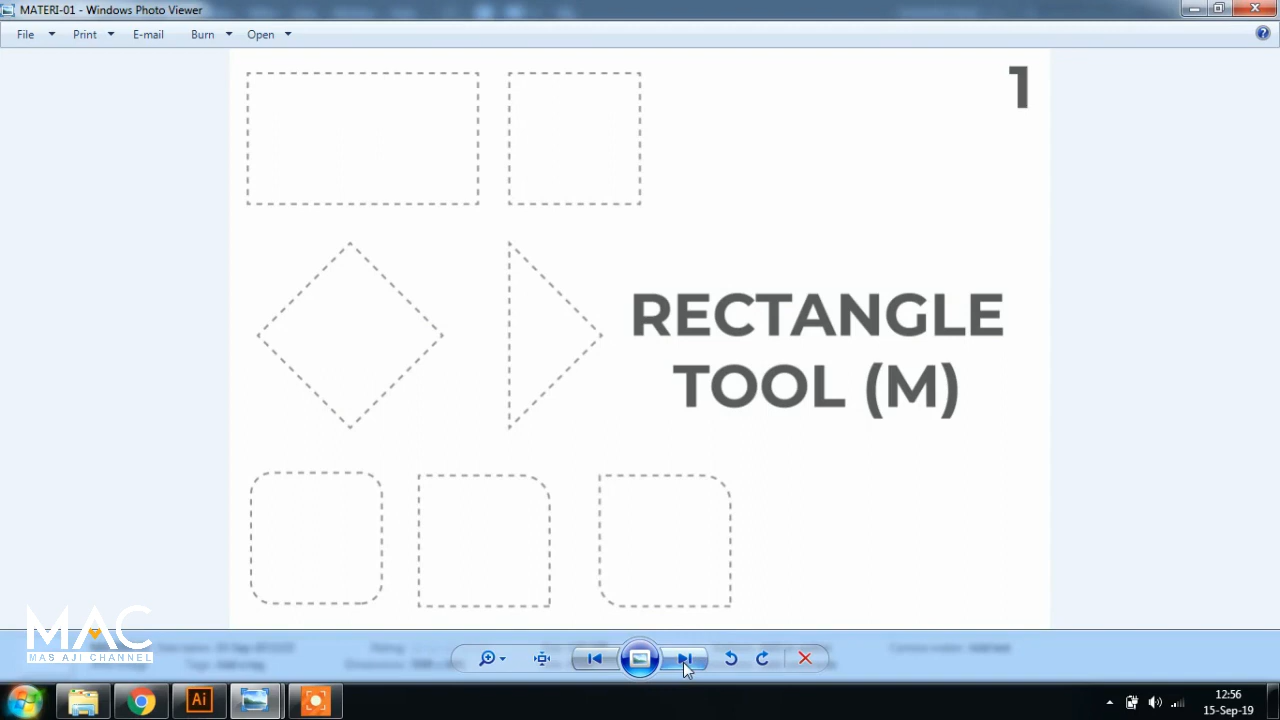 MATERI-01 - Windows Photo Viewer
File Print E-mail Burn Open
1
RECTANGLE
TOOL (M)
MAC
MAS AJI CHANNEL
Ai
12:56
15-Sep-19